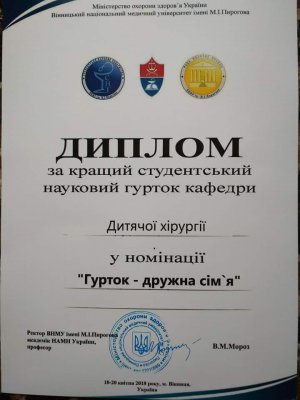 Міністерство охорони здоров'я України
Вінницький національний медичний університет імені М.І.Пирогова
ДИПЛОМ
за кращий студентський
науковий гурток кафедри
Дитячої хірургії
у номінації
"Гурток - дружна сім`я"
Ректор ВНМУ імені М.І.Пирогова
академік НАМН України,
професор
В.М.Мороз
18-20 квітня 2018 року, м. Вінниця,
Україна